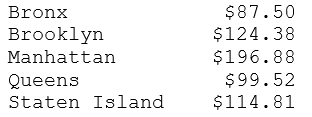 Bronx $87.50
Brooklyn $124.38
Manhattan $196.88
Queens $99.52
Staten Island $114.81